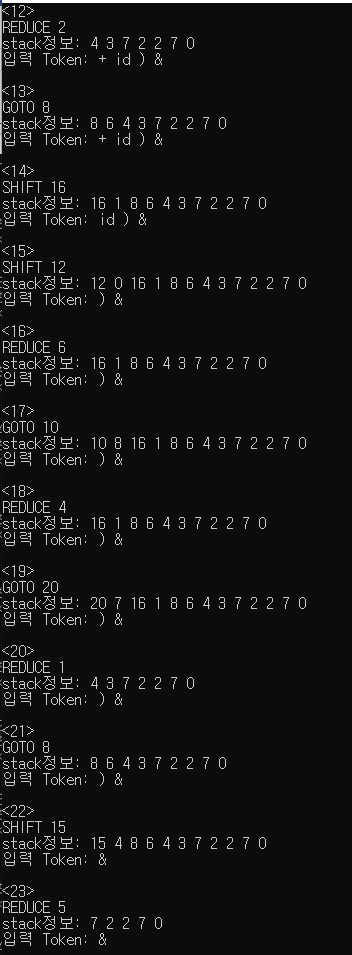 <12>
REDUCE 2
stack정보: 4 3 7 2 2 7 0
입력 Token: + id ) &
<13>
GOTO 8
stack정보: 8 6 4 3 7 2 2 7 0
입력 Token: + id ) &
<14>
SHIFT 16
stack정보: 16 1 8 6 4 3 7 2 2 7 0
입력 Token: id ) &
<15>
SHIFT 12
stack정보: 12 0 16 1 8 6 4 3 7 2 2 7 0
입력 Token: ) &
<16>
REDUCE 6
stack정보: 16 1 8 6 4 3 7 2 2 7 0
입력 Token: ) &
<17>
GOTO 10
stack정보: 10 8 16 1 8 6 4 3 7 2 2 7 0
입력 Token: ) &
<18>
REDUCE 4
stack정보: 16 1 8 6 4 3 7 2 2 7 0
입력 Token: ) &
<19>
GOTO 20
stack정보: 20 7 16 1 8 6 4 3 7 2 2 7 0
입력 Token: ) &
<20>
REDUCE 1
stack정보: 4 3 7 2 2 7 0
입력 Token: ) &
<21>
GOTO 8
stack정보: 8 6 4 3 7 2 2 7 0
입력 Token: ) &
<22>
SHIFT 15
stack정보: 15 4 8 6 4 3 7 2 2 7 0
입력 Token: &
<23>
REDUCE 5
stack정보: 7 2 2 7 0
입력 Token: &